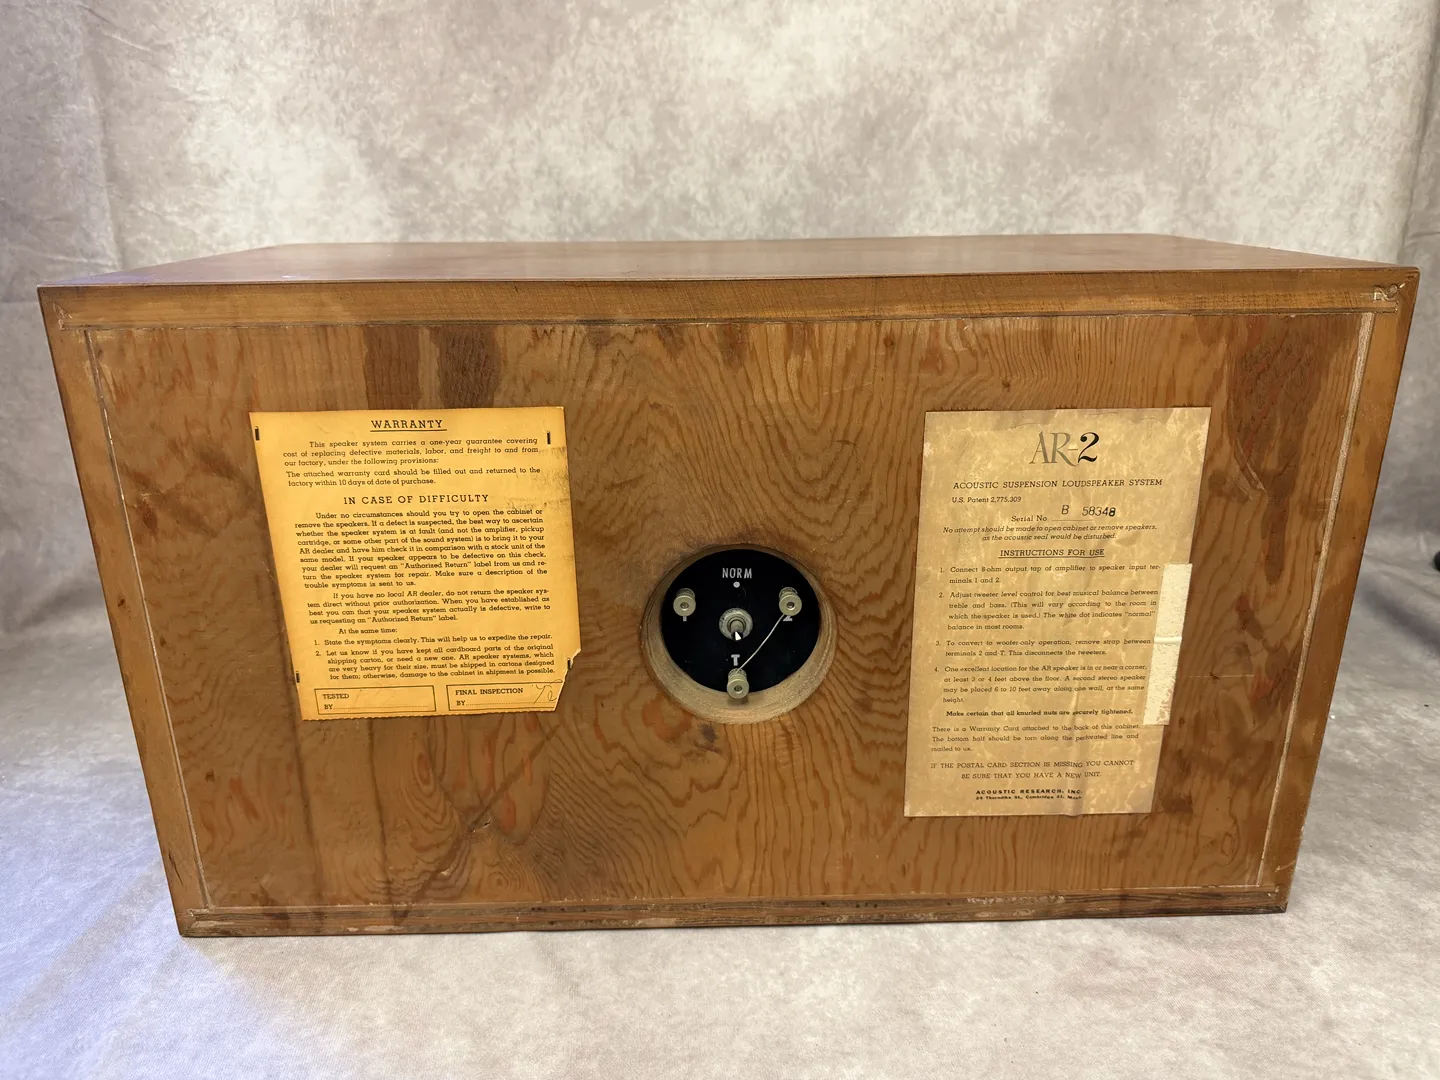 WARRANTY
This speaker system carries a one-year guarantee covering
cost of replacing defective materials, labor, and freight to and from
our factory, under the following provisions:
The attached warranty card should be filled out and returned to the
factory within 10 days of date of purchase.
IN CASE OF DIFFICULTY
Under no circumstances should you try to open the cabinet or
remove the speakers. If a defect is suspected, the best way to ascertain
whether the speaker system is at fault (and not the amplifier, pickup
cartridge, or some other part of the sound system) is to bring it to your
AR dealer and have him check it in comparison with a stock unit of the
same model. If your speaker appears to be defective on this check,
your dealer will request an "Authorized Return" label from us and re-
turn the speaker system for repair. Make sure a description of the
trouble symptoms is sent to us.
If you have no local AR dealer, do not return the speaker sys-
tem direct without prior authorization. When you have established as
best you can that your speaker system actually is defective, write to
us requesting an "Authorized Return" label.
At the same time:
1. State the symptoms clearly. This will help us to expedite the repair.
2. Let us know if you have kept all cardboard parts of the original
shipping carton, or need a new one. AR speaker systems, which
are very heavy for their size, must be shipped in cartons designed
for them; otherwise, damage to the cabinet in shipment is possible.
TESTED
BY
FINAL INSPECTION
BY
NORM
1
2
T
AR-2
ACOUSTIC SUSPENSION LOUDSPEAKER SYSTEM
U.S. Patent 2,775,309
Serial No. B 58348
No attempt should be made to open cabinet or remove speakers,
as the acoustic seal would be disturbed.
INSTRUCTIONS FOR USE
1. Connect 8-ohm output tap of amplifier to speaker input ter-
minals 1 and 2.
2. Adjust tweeter level control for best musical balance between
treble and bass. (This will vary according to the room in
which the speaker is used.) The white dot indicates "normal"
balance in most rooms.
3. To convert to woofer-only operation, remove strap between
terminals 2 and T. This disconnects the tweeters.
4. One excellent location for the AR speaker is in or near a corner,
at least 3 or 4 feet above the floor. A second stereo speaker
may be placed 6 to 10 feet away along one wall, at the same
height.
Make certain that all knurled nuts are securely tightened.
There is a Warranty Card attached to the back of this cabinet.
The bottom half should be torn along the perforated line and
mailed to us.
IF THE POSTAL CARD SECTION IS MISSING YOU CANNOT
BE SURE THAT YOU HAVE A NEW UNIT.
ACOUSTIC RESEARCH, INC.
24 Thorndike St., Cambridge 41, Mass.